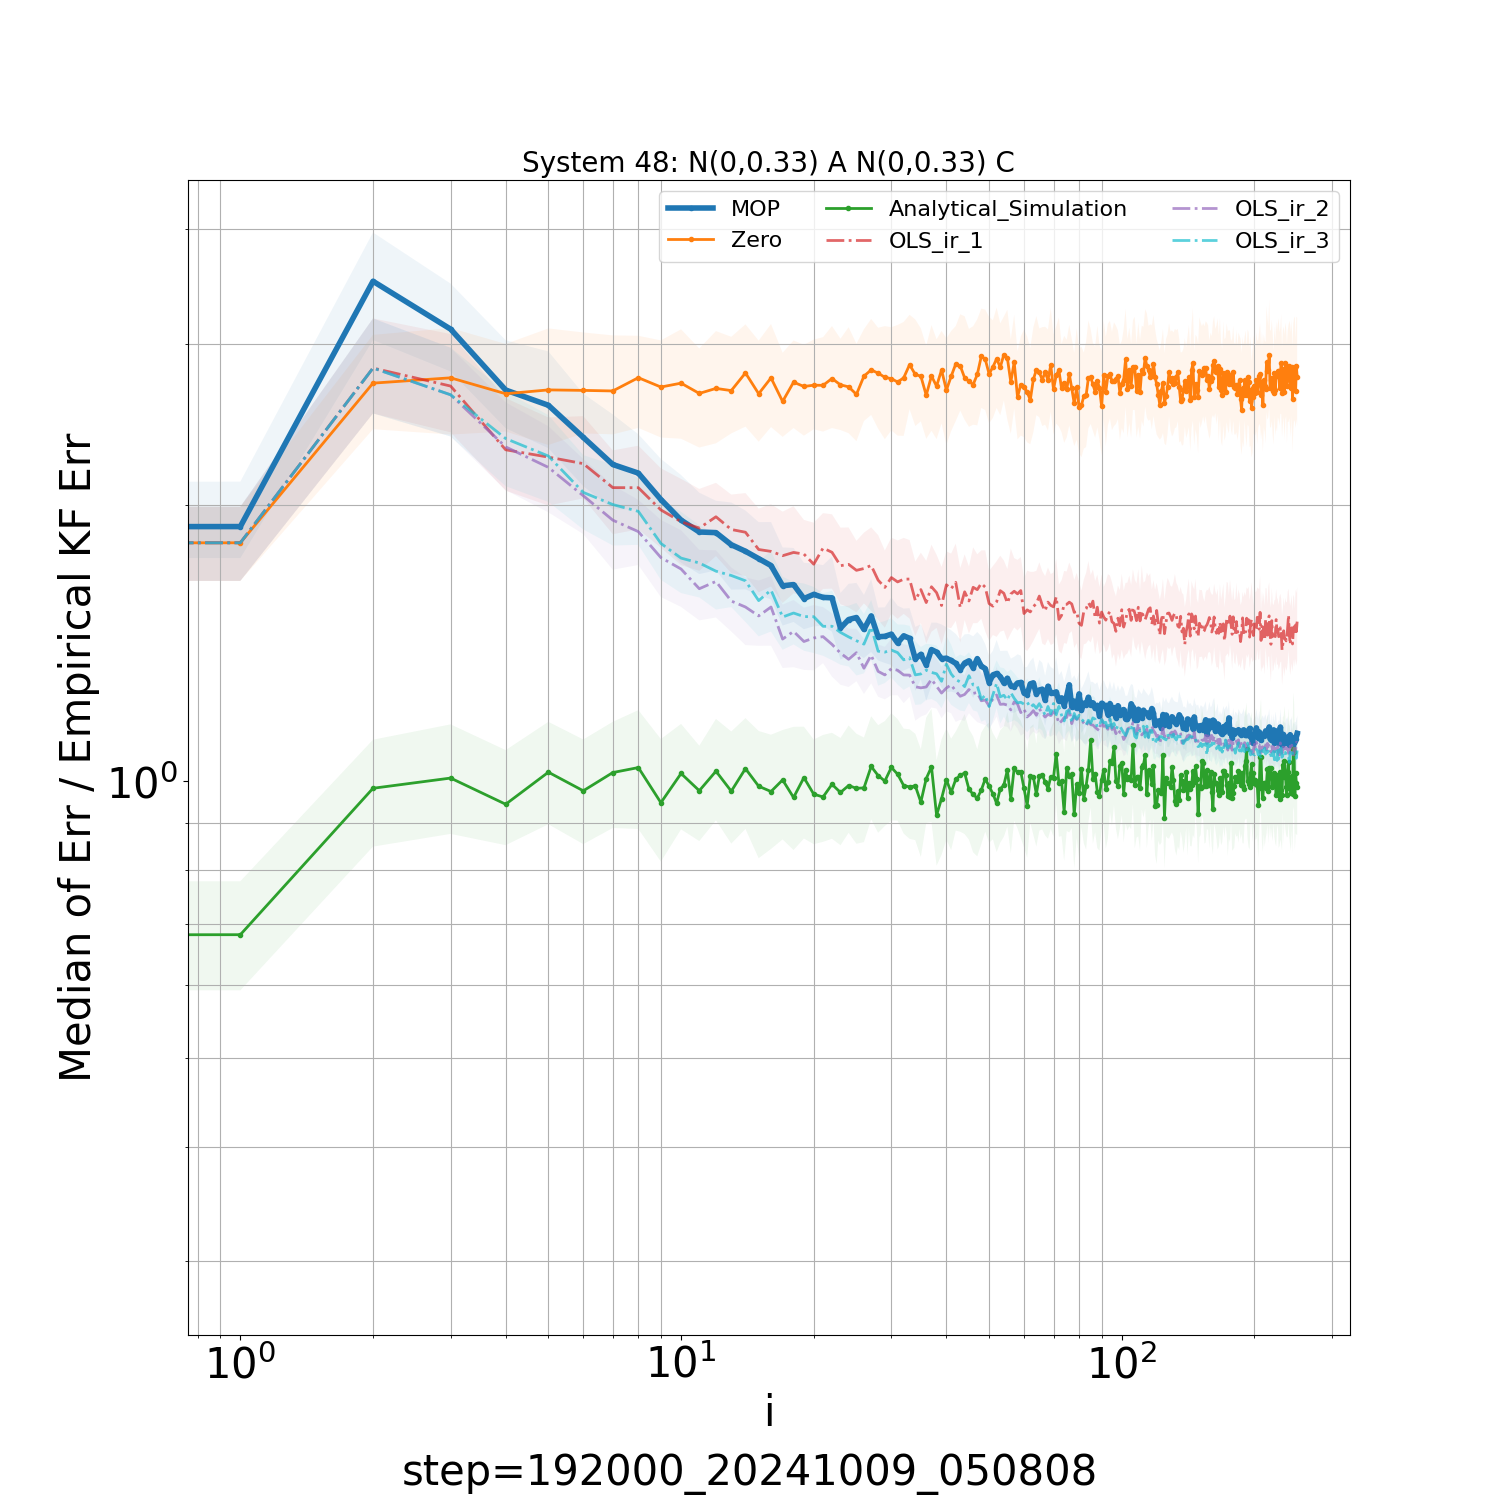 System 48: N(0,0.33) A N(0,0.33) C
MOP
Zero
Analytical_Simulation
OLS_ir_1
OLS_ir_2
OLS_ir_3
Median of Err / Empirical KF Err
10⁰
10⁰
10¹
10²
i
step=192000_20241009_050808